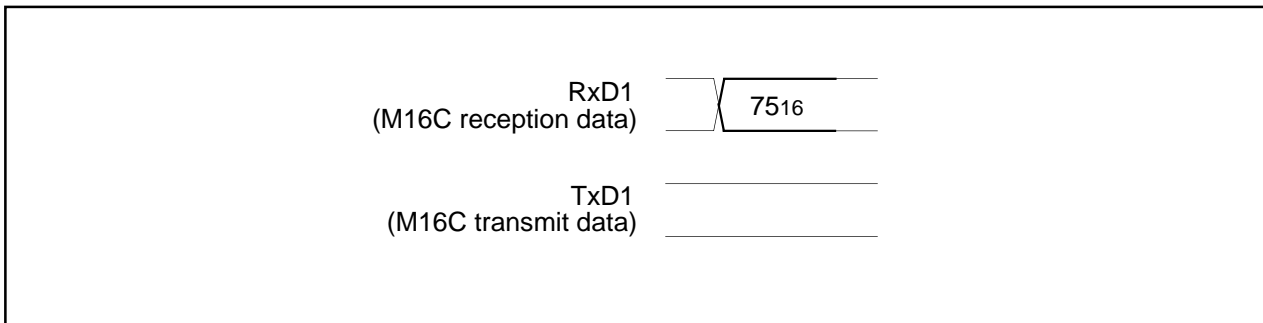 RxD1
(M16C reception data)
7516
TxD1
(M16C transmit data)